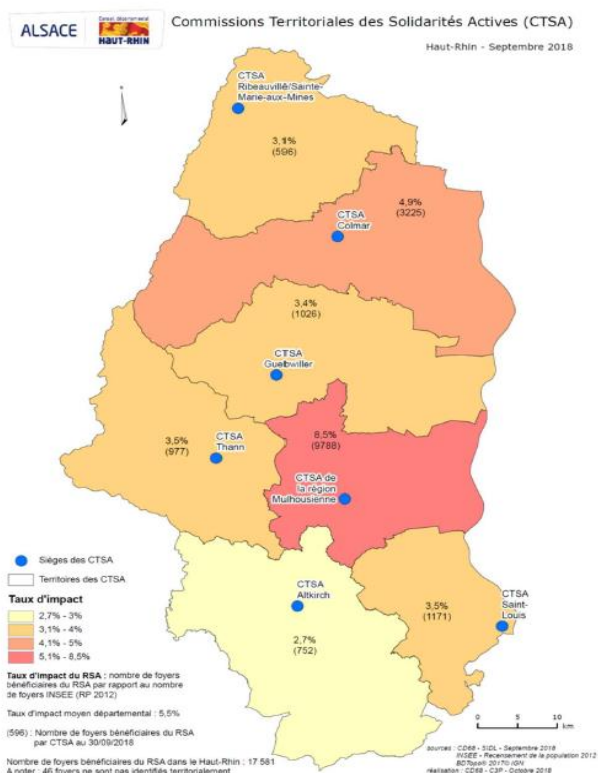 ALSACE
Conseil départemental
HAUT-RHIN
Commissions Territoriales des Solidarités Actives (CTSA)
Haut-Rhin - Septembre 2018
CTSA
Ribeauvillé/Sainte-
Marie-aux-Mines
3,1%
(596)
4,9%
(3225)
CTSA
Colmar
3,4%
(1026)
CTSA
Guebwiller
3,5%
(977)
CTSA
Thann
8,5%
(9788)
CTSA de
la région
Mulhousienne
CTSA
Altkirch
2,7%
(752)
3,5%
(1171)
CTSA
Saint-
Louis
Sièges des CTSA
Territoires des CTSA
Taux d'impact
2,7% - 3%
3,1% - 4%
4,1% - 5%
5,1% - 8,5%
Taux d'impact du RSA : nombre de foyers
bénéficiaires du RSA par rapport au nombre
de foyers INSEE (RP 2012)
Taux d'impact moyen départemental : 5,5%
(596) : Nombre de foyers bénéficiaires du RSA
par CTSA au 30/09/2018
Nombre de foyers bénéficiaires du RSA dans le Haut-Rhin : 17 581
A noter : 46 foyers ne sont pas identifiés territorialement
0 5 10
km
sources : CD68 - SIDL - Septembre 2018
INSEE - Recensement de la population 2012
BDTopo® 2017© IGN
réalisation : CD68 - C3P - Octobre 2018